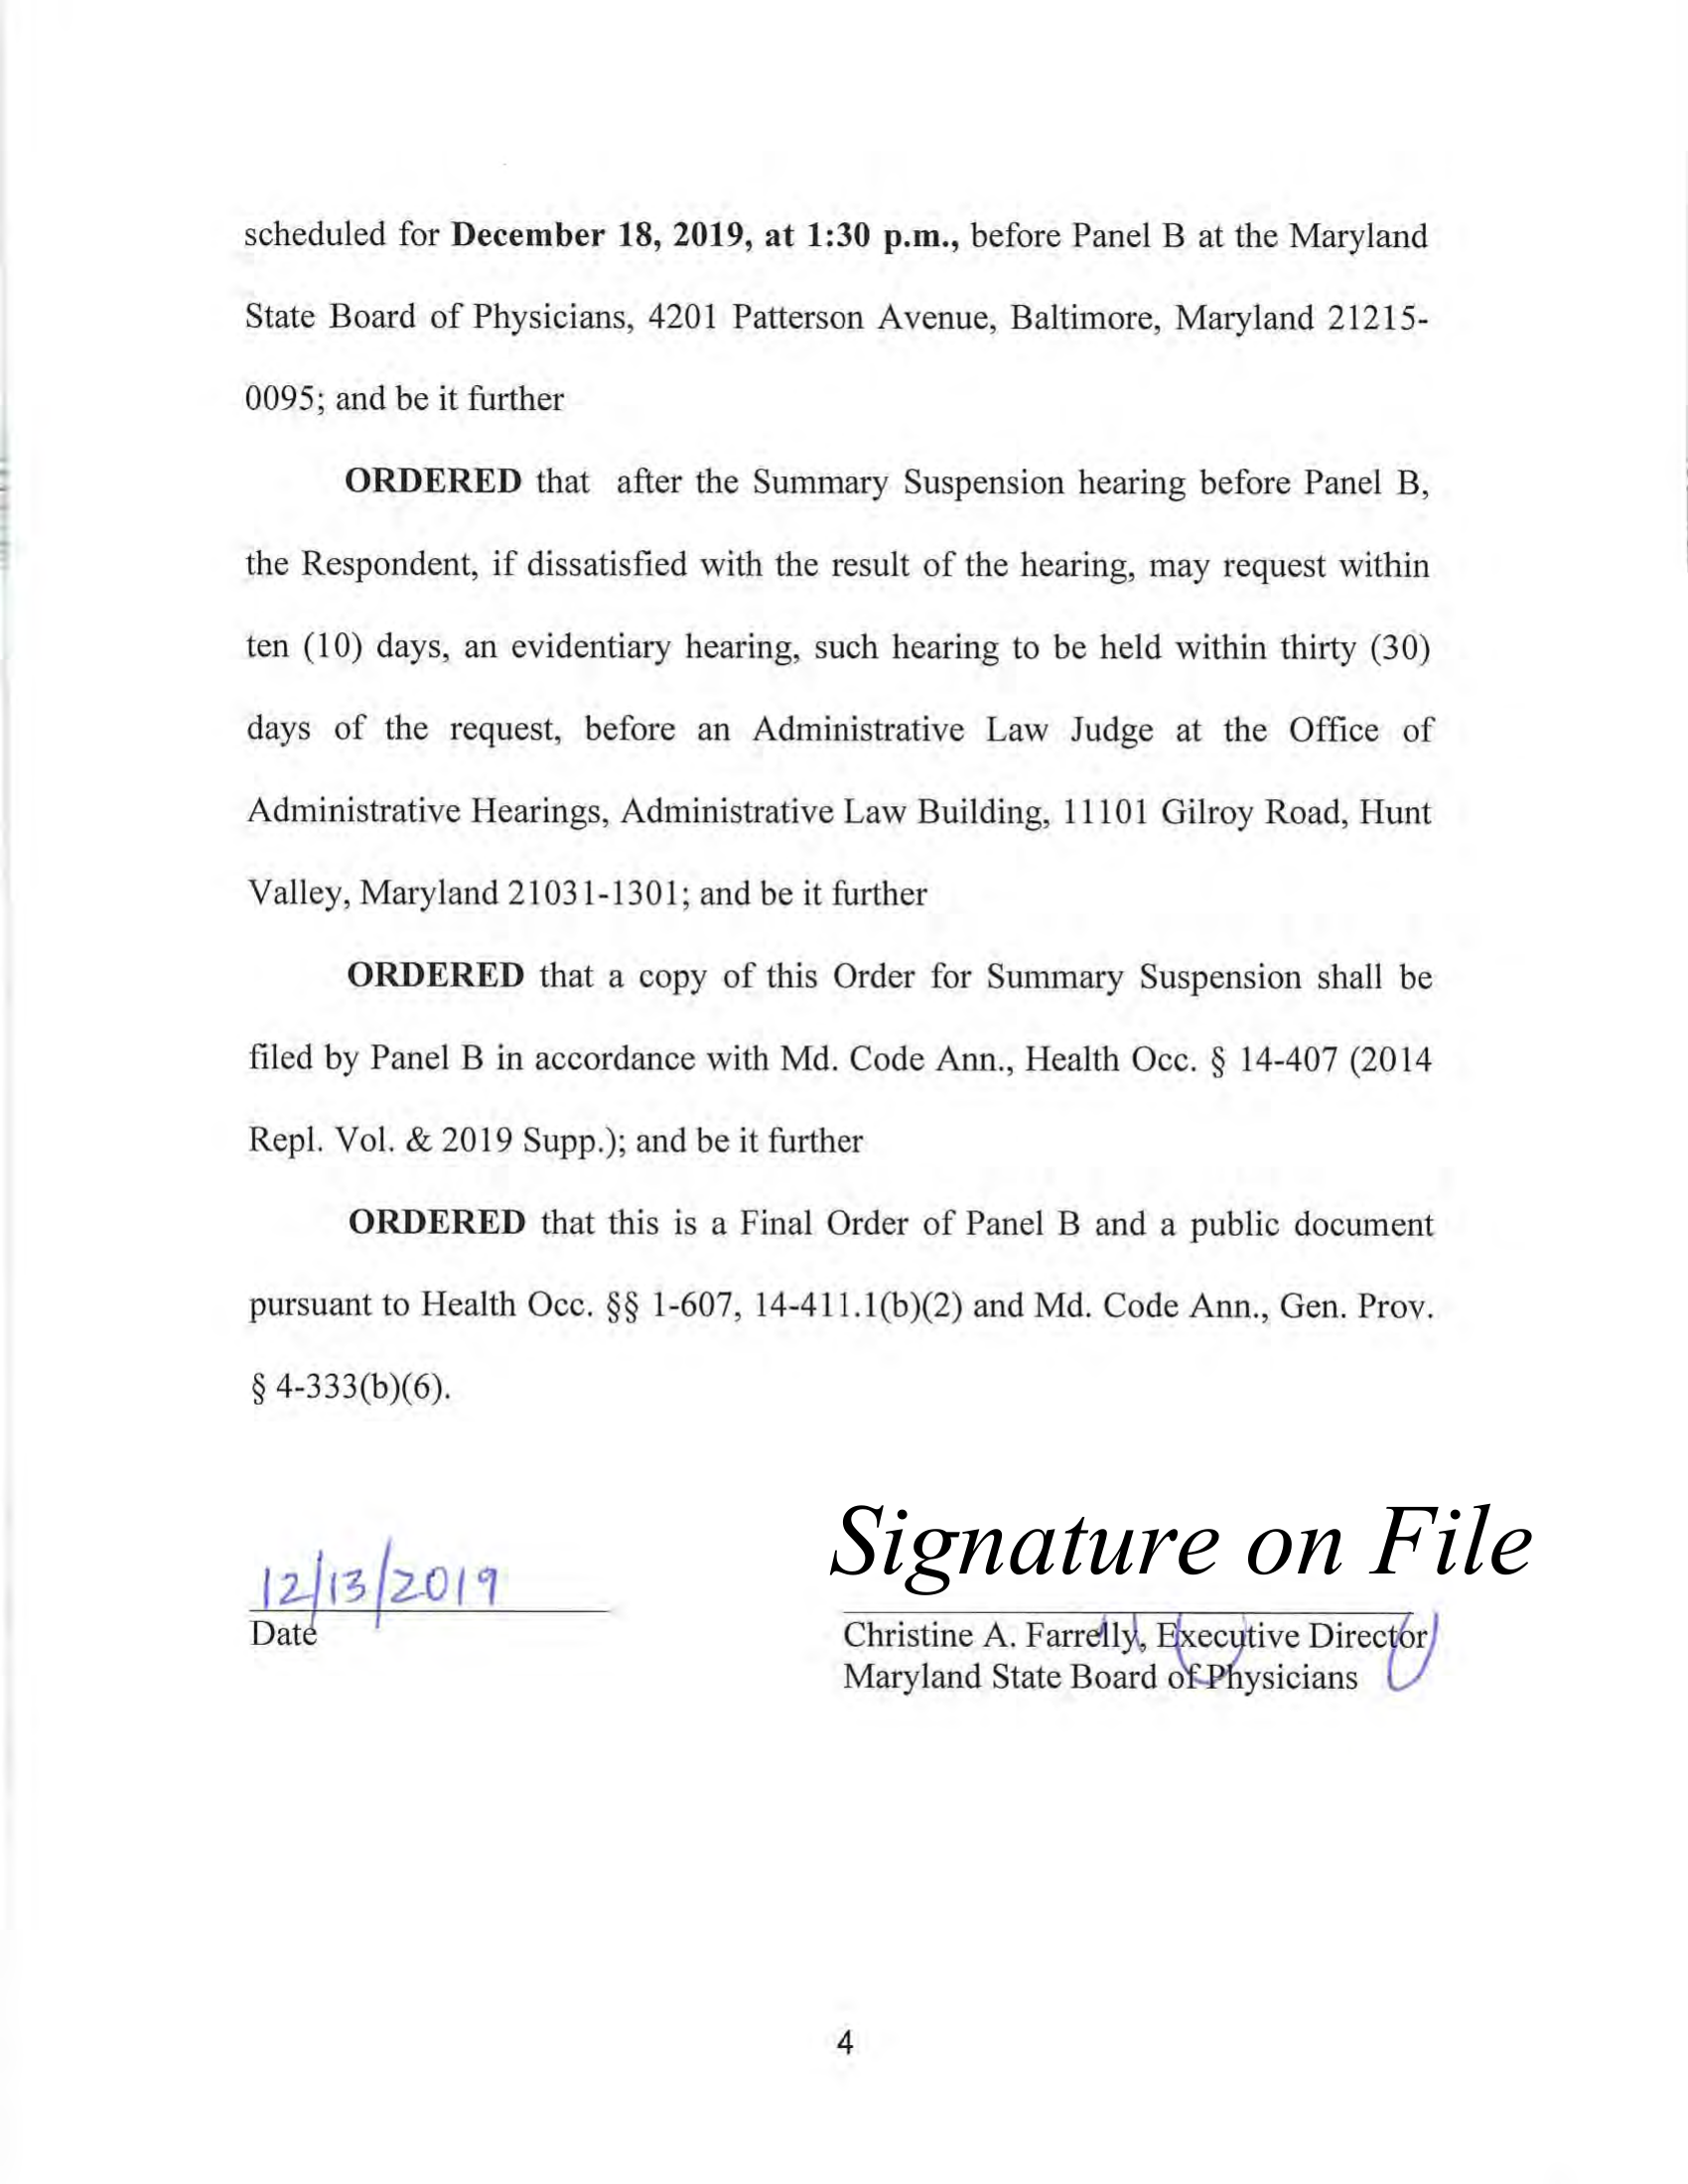 scheduled for December 18, 2019, at 1:30 p.m., before Panel B at the Maryland
State Board of Physicians, 4201 Patterson Avenue, Baltimore, Maryland 21215-
0095; and be it further
ORDERED that after the Summary Suspension hearing before Panel B,
the Respondent, if dissatisfied with the result of the hearing, may request within
ten (10) days, an evidentiary hearing, such hearing to be held within thirty (30)
days of the request, before an Administrative Law Judge at the Office of
Administrative Hearings, Administrative Law Building, 11101 Gilroy Road, Hunt
Valley, Maryland 21031-1301; and be it further
ORDERED that a copy of this Order for Summary Suspension shall be
filed by Panel B in accordance with Md. Code Ann., Health Occ. § 14-407 (2014
Repl. Vol. & 2019 Supp.); and be it further
ORDERED that this is a Final Order of Panel B and a public document
pursuant to Health Occ. §§ 1-607, 14-411.1(b)(2) and Md. Code Ann., Gen. Prov.
§ 4-333(b)(6).
12/13/2019
Date
Signature on File
Christine A. Farrelly, Executive Director
Maryland State Board of Physicians
4